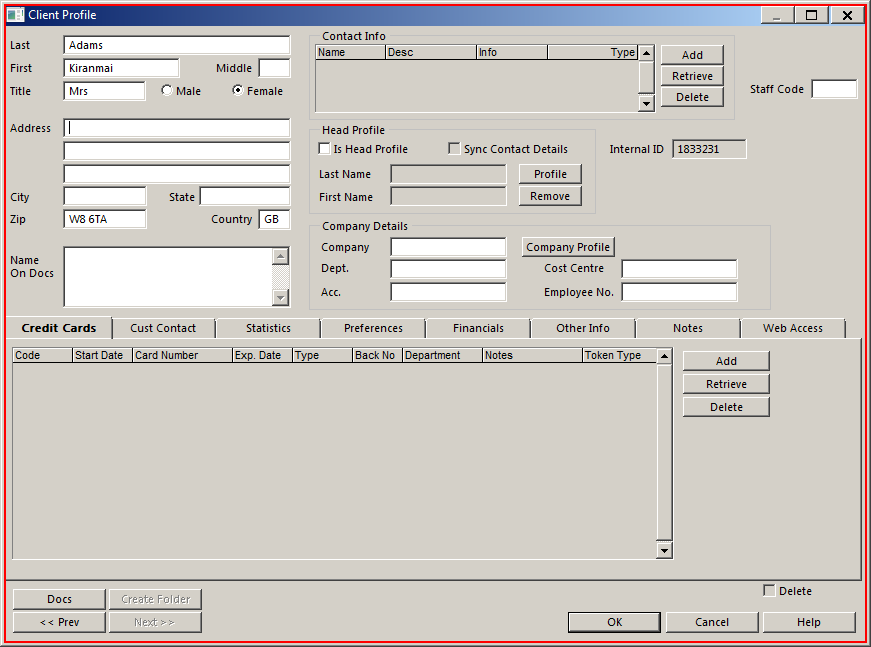 Client Profile
Last Adams
First Kiranmai Middle
Title Mrs Male Female
Address
City State
Zip W8 6TA Country GB
Name
On Docs
Contact Info
Name Desc Info Type
Add
Retrieve
Delete
Staff Code
Head Profile
Is Head Profile Sync Contact Details
Last Name Profile
First Name Remove
Internal ID 1833231
Company Details
Company Company Profile
Dept. Cost Centre
Acc. Employee No.
Credit Cards Cust Contact Statistics Preferences Financials Other Info Notes Web Access
Code Start Date Card Number Exp. Date Type Back No Department Notes Token Type
Add
Retrieve
Delete
Delete
Docs Create Folder
<< Prev Next >> OK Cancel Help